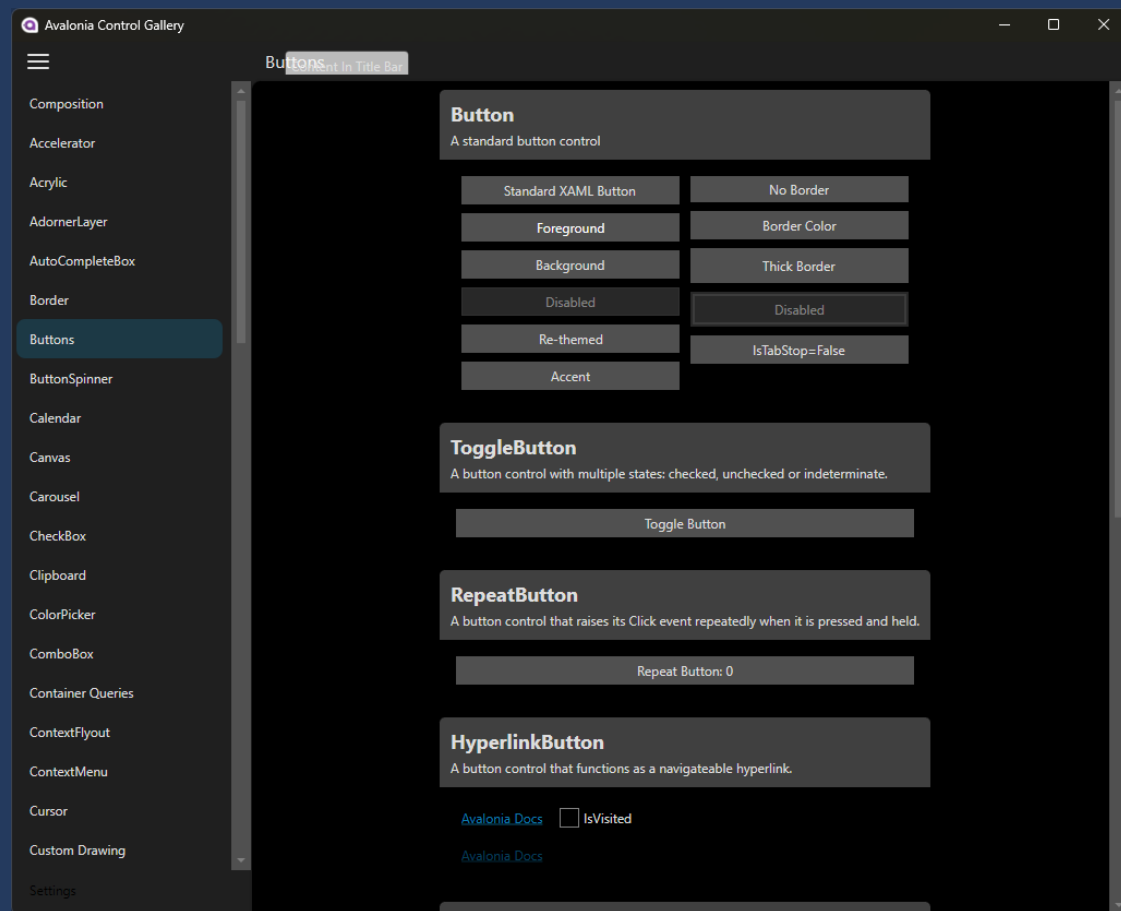 Avalonia Control Gallery
Buttons
Content In Title Bar
Composition
Accelerator
Acrylic
AdornerLayer
AutoCompleteBox
Border
Buttons
ButtonSpinner
Calendar
Canvas
Carousel
CheckBox
Clipboard
ColorPicker
ComboBox
Container Queries
ContextFlyout
ContextMenu
Cursor
Custom Drawing
Settings
Button
A standard button control
Standard XAML Button
No Border
Foreground
Border Color
Background
Thick Border
Disabled
Disabled
Re-themed
IsTabStop=False
Accent
ToggleButton
A button control with multiple states: checked, unchecked or indeterminate.
Toggle Button
RepeatButton
A button control that raises its Click event repeatedly when it is pressed and held.
Repeat Button: 0
HyperlinkButton
A button control that functions as a navigateable hyperlink.
Avalonia Docs
IsVisited
Avalonia Docs